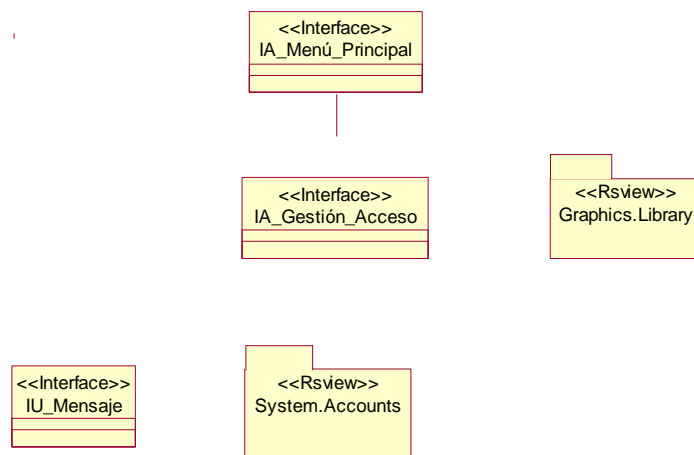 <<Interface>>
IA_Menú_Principal
<<Interface>>
IA_Gestión_Acceso
<<Rsview>>
Graphics.Library
<<Interface>>
IU_Mensaje
<<Rsview>>
System.Accounts